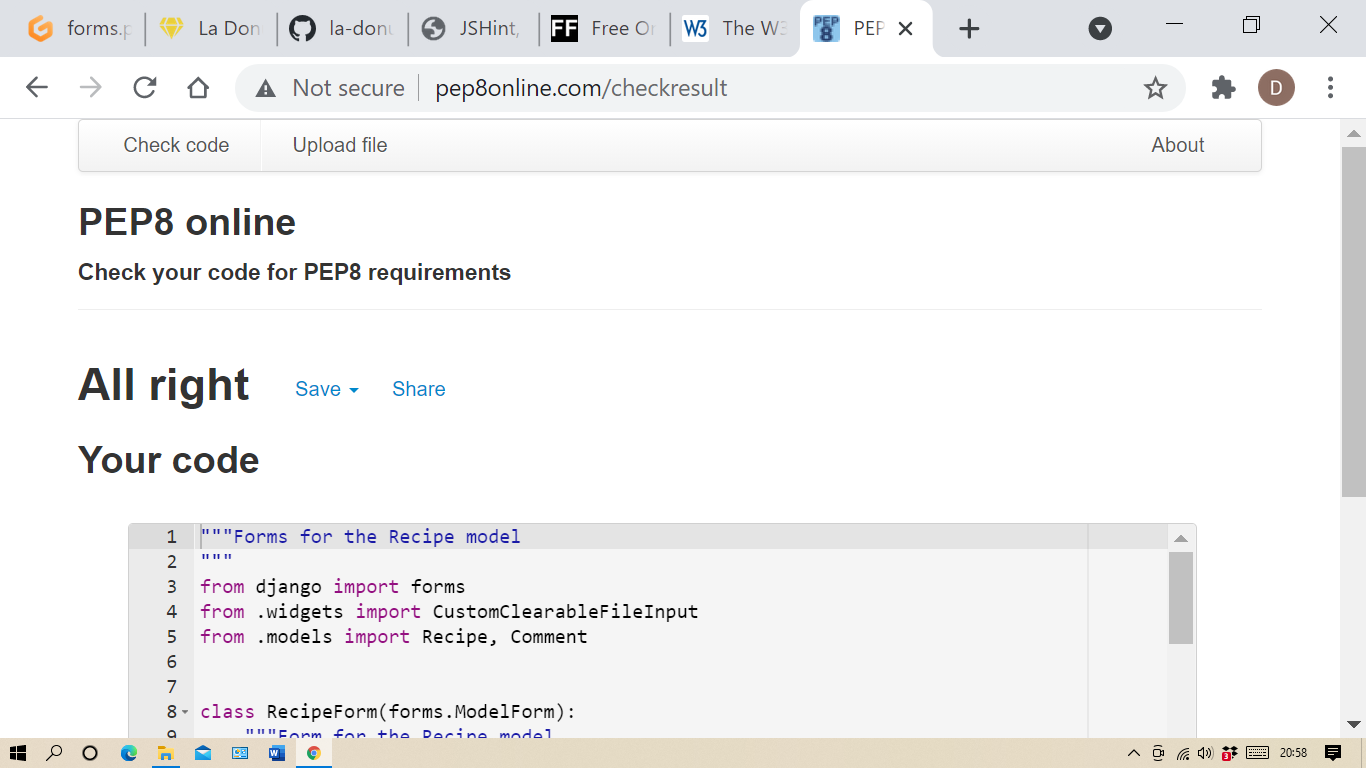 forms.p La Don la-donu JSHint, Free Or The W3 PEP
Not secure pep8online.com/checkresult D
Check code Upload file About
PEP8 online
Check your code for PEP8 requirements
All right Save Share
Your code
1 """Forms for the Recipe model
2 """
3 from django import forms
4 from .widgets import CustomClearableFileInput
5 from .models import Recipe, Comment
6
7
8 class RecipeForm(forms.ModelForm):
9 """Form for the Recipe model
20:58